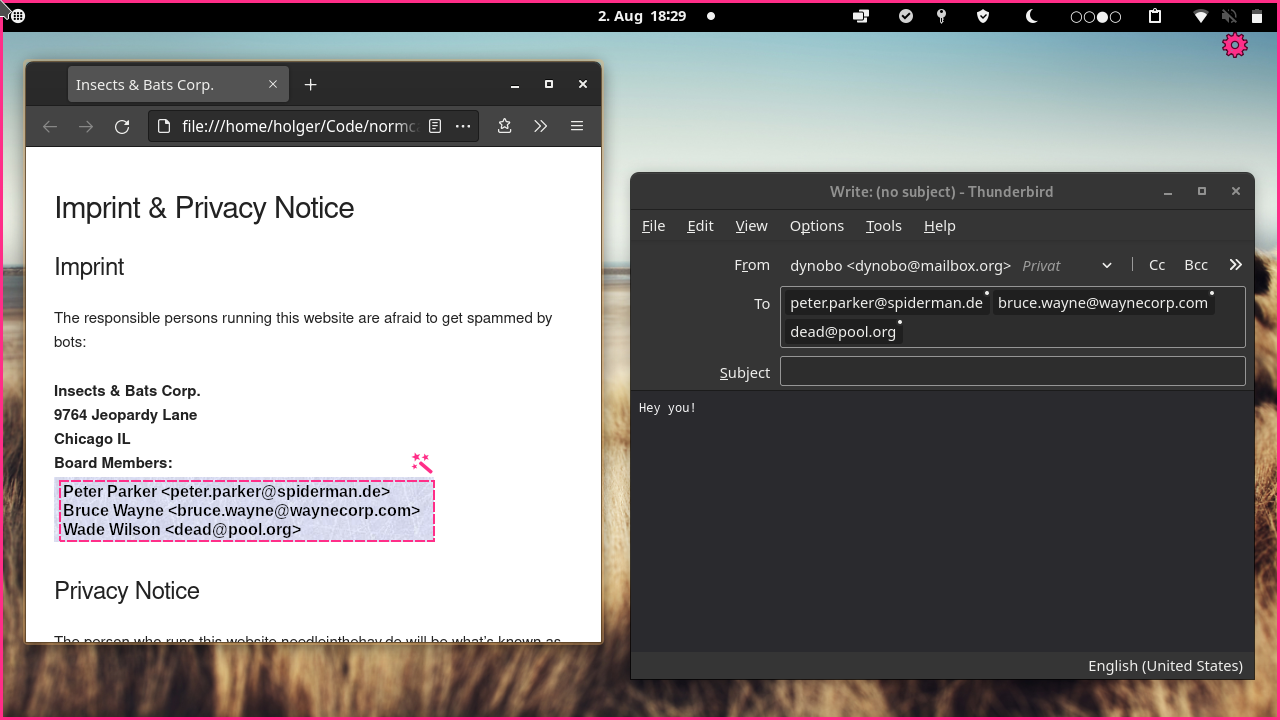 2. Aug 18:29
Insects & Bats Corp.
file:///home/holger/Code/normc
Imprint & Privacy Notice
Imprint
The responsible persons running this website are afraid to get spammed by
bots:
Insects & Bats Corp.
9764 Jeopardy Lane
Chicago IL
Board Members:
Peter Parker <peter.parker@spiderman.de>
Bruce Wayne <bruce.wayne@waynecorp.com>
Wade Wilson <dead@pool.org>
Privacy Notice
The person who runs this website needleinthehay.de will be what's known as
Write: (no subject) - Thunderbird
File Edit View Options Tools Help
From dynobo <dynobo@mailbox.org> Privat Cc Bcc
To peter.parker@spiderman.de bruce.wayne@waynecorp.com
dead@pool.org
Subject
Hey you!
English (United States)